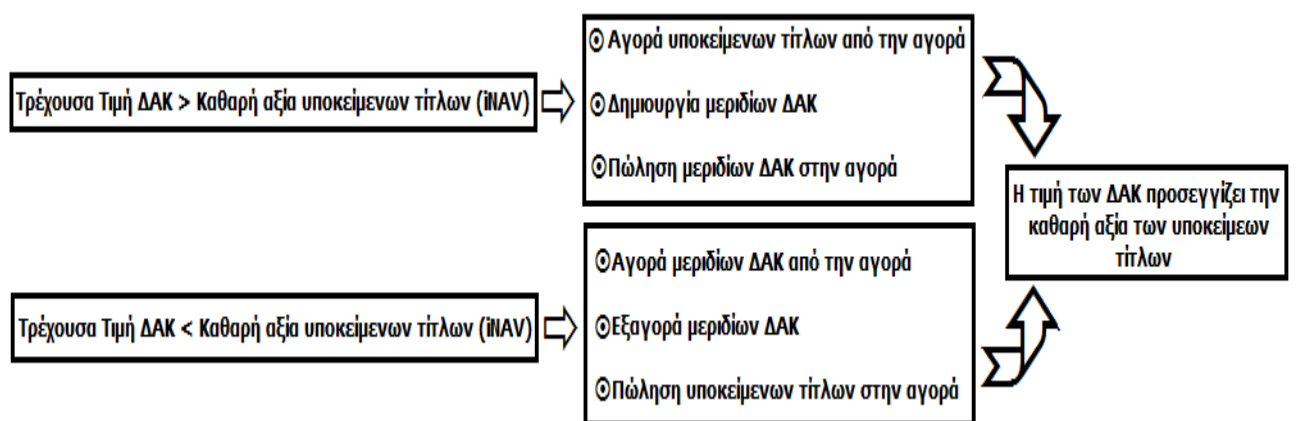 Τρέχουσα Τιμή ΔΑΚ > Καθαρή αξία υποκείμενων τίτλων (iNAV)
⊙Αγορά υποκείμενων τίτλων από την αγορά
⊙Δημιουργία μεριδίων ΔΑΚ
⊙Πώληση μεριδίων ΔΑΚ στην αγορά
Τρέχουσα Τιμή ΔΑΚ < Καθαρή αξία υποκείμενων τίτλων (iNAV)
⊙Αγορά μεριδίων ΔΑΚ από την αγορά
⊙Εξαγορά μεριδίων ΔΑΚ
⊙Πώληση υποκείμενων τίτλων στην αγορά
Η τιμή των ΔΑΚ προσεγγίζει την
καθαρή αξία των υποκείμεων
τίτλων